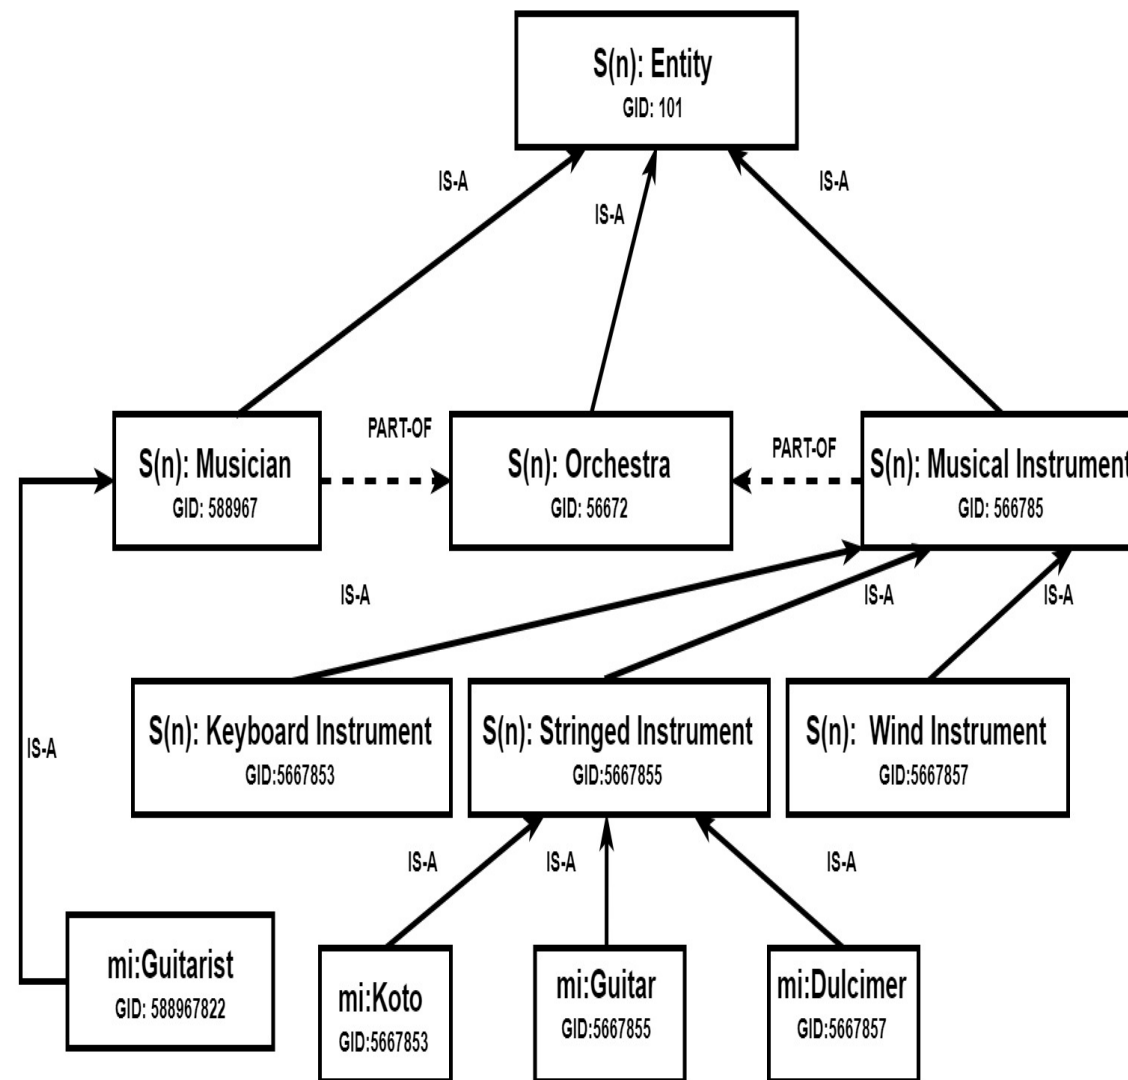 S(n): Entity
GID: 101
IS-A
IS-A
IS-A
S(n): Musician
GID: 588967
PART-OF
S(n): Orchestra
GID: 56672
PART-OF
S(n): Musical Instrument
GID: 566785
IS-A
IS-A
IS-A
S(n): Keyboard Instrument
GID:5667853
S(n): Stringed Instrument
GID:5667855
S(n): Wind Instrument
GID:5667857
IS-A
IS-A
IS-A
IS-A
mi:Guitarist
GID: 588967822
mi:Koto
GID:5667853
mi:Guitar
GID:5667855
mi:Dulcimer
GID:5667857